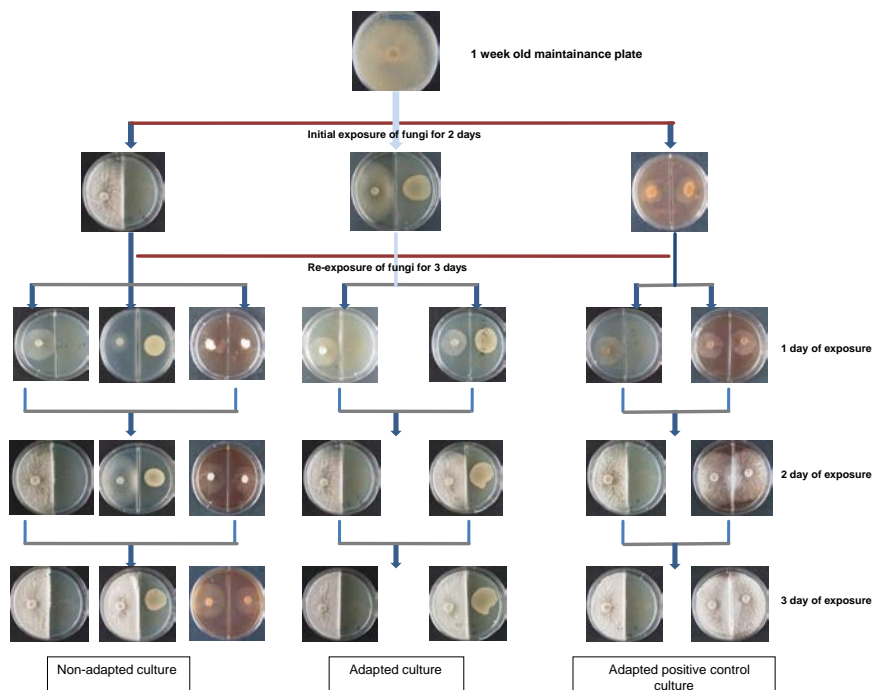 1 week old maintainance plate
Initial exposure of fungi for 2 days
Re-exposure of fungi for 3 days
1 day of exposure
2 day of exposure
3 day of exposure
Non-adapted culture
Adapted culture
Adapted positive control
culture